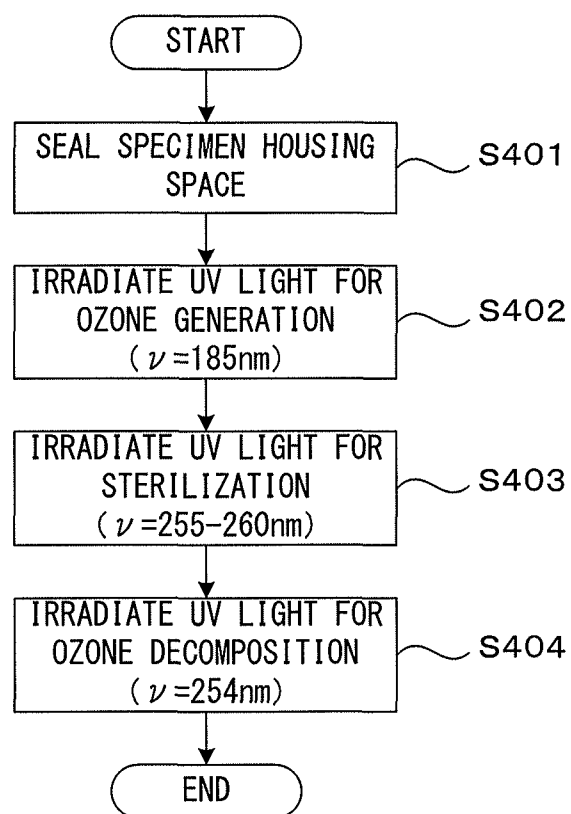 START
SEAL SPECIMEN HOUSING
SPACE
S401
IRRADIATE UV LIGHT FOR
OZONE GENERATION
(ν=185nm)
S402
IRRADIATE UV LIGHT FOR
STERILIZATION
(ν=255-260nm)
S403
IRRADIATE UV LIGHT FOR
OZONE DECOMPOSITION
(ν=254nm)
S404
END